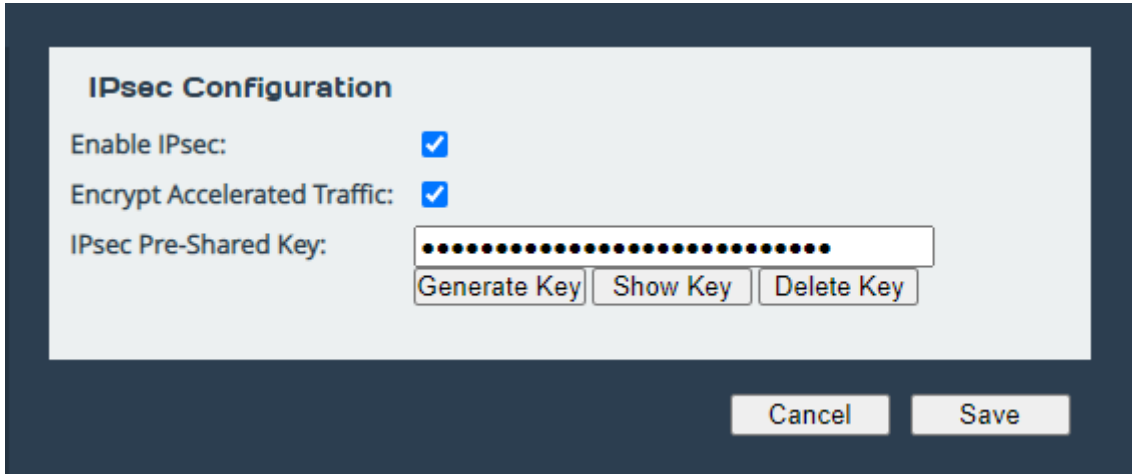 IPsec Configuration
Enable IPsec:
Encrypt Accelerated Traffic:
IPsec Pre-Shared Key: ••••••••••••••••••••••••••••
Generate Key Show Key Delete Key
Cancel Save